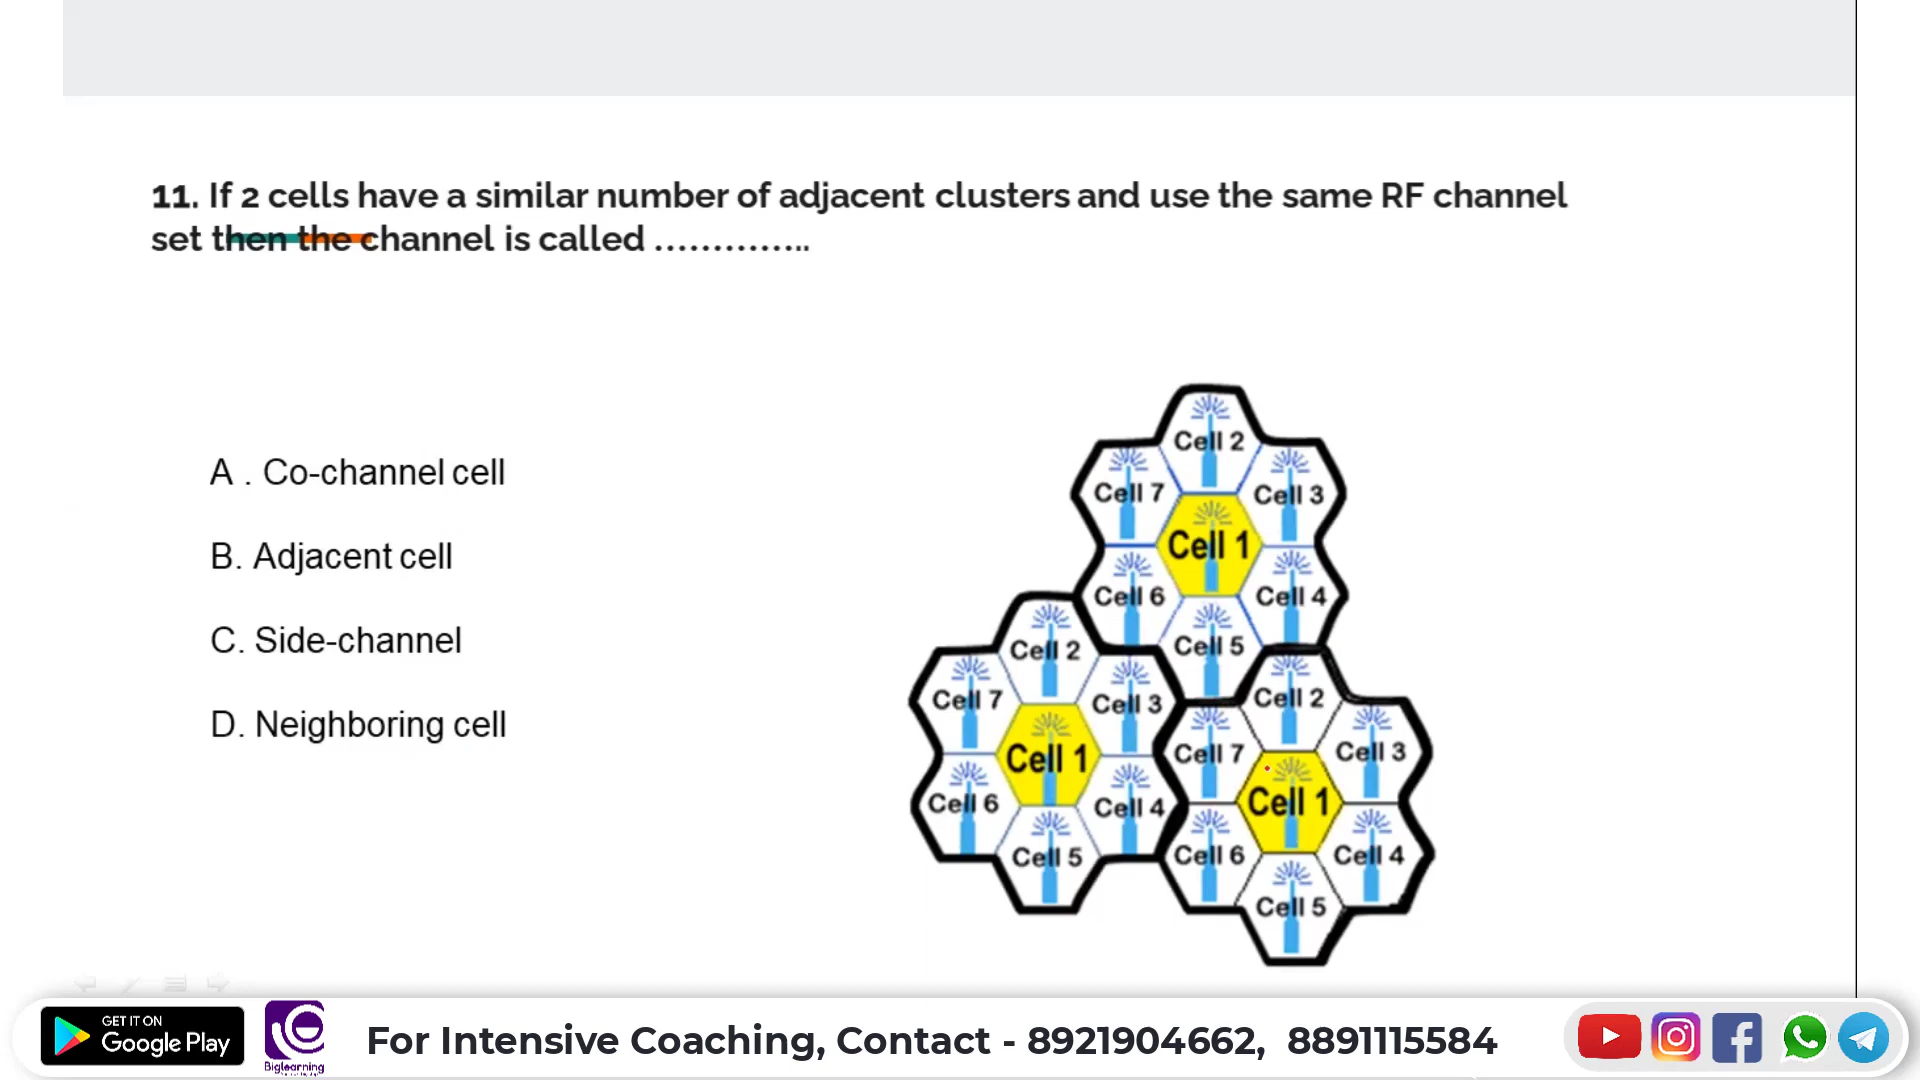 11. If 2 cells have a similar number of adjacent clusters and use the same RF channel
set then the channel is called …………..
A . Co-channel cell
B. Adjacent cell
C. Side-channel
D. Neighboring cell
Cell 2
Cell 7
Cell 3
Cell 1
Cell 6
Cell 4
Cell 5
Cell 2
Cell 7
Cell 3
Cell 1
Cell 6
Cell 4
Cell 5
Cell 2
Cell 7
Cell 3
Cell 1
Cell 6
Cell 4
Cell 5
GET IT ON
Google Play
Biglearning
For Intensive Coaching, Contact - 8921904662, 8891115584